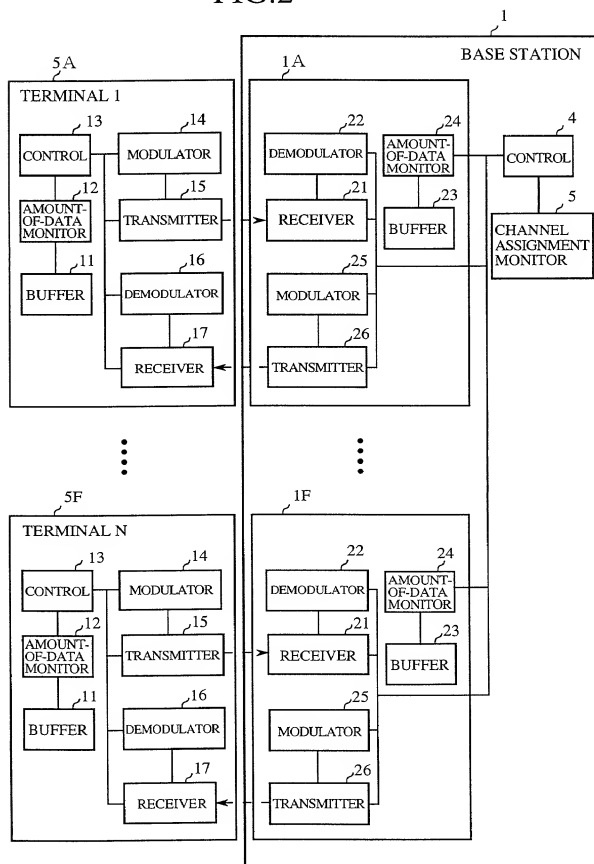 FIG.2
1
BASE STATION
5A
TERMINAL 1
13
CONTROL
12
AMOUNT-
OF-DATA
MONITOR
11
BUFFER
14
MODULATOR
15
TRANSMITTER
16
DEMODULATOR
17
RECEIVER
1A
22
DEMODULATOR
21
RECEIVER
24
AMOUNT-
OF-DATA
MONITOR
23
BUFFER
25
MODULATOR
26
TRANSMITTER
4
CONTROL
5
CHANNEL
ASSIGNMENT
MONITOR
5F
TERMINAL N
13
CONTROL
12
AMOUNT-
OF-DATA
MONITOR
11
BUFFER
14
MODULATOR
15
TRANSMITTER
16
DEMODULATOR
17
RECEIVER
1F
22
DEMODULATOR
21
RECEIVER
24
AMOUNT-
OF-DATA
MONITOR
23
BUFFER
25
MODULATOR
26
TRANSMITTER